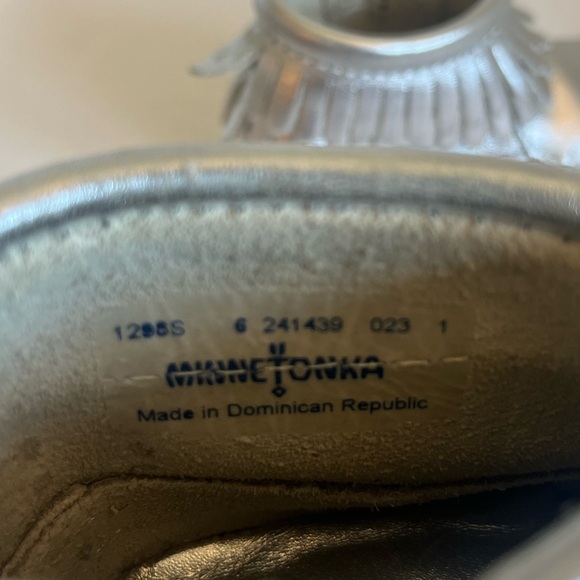 6 241439 023 1
MINNETONKA
Made in Dominican Republic